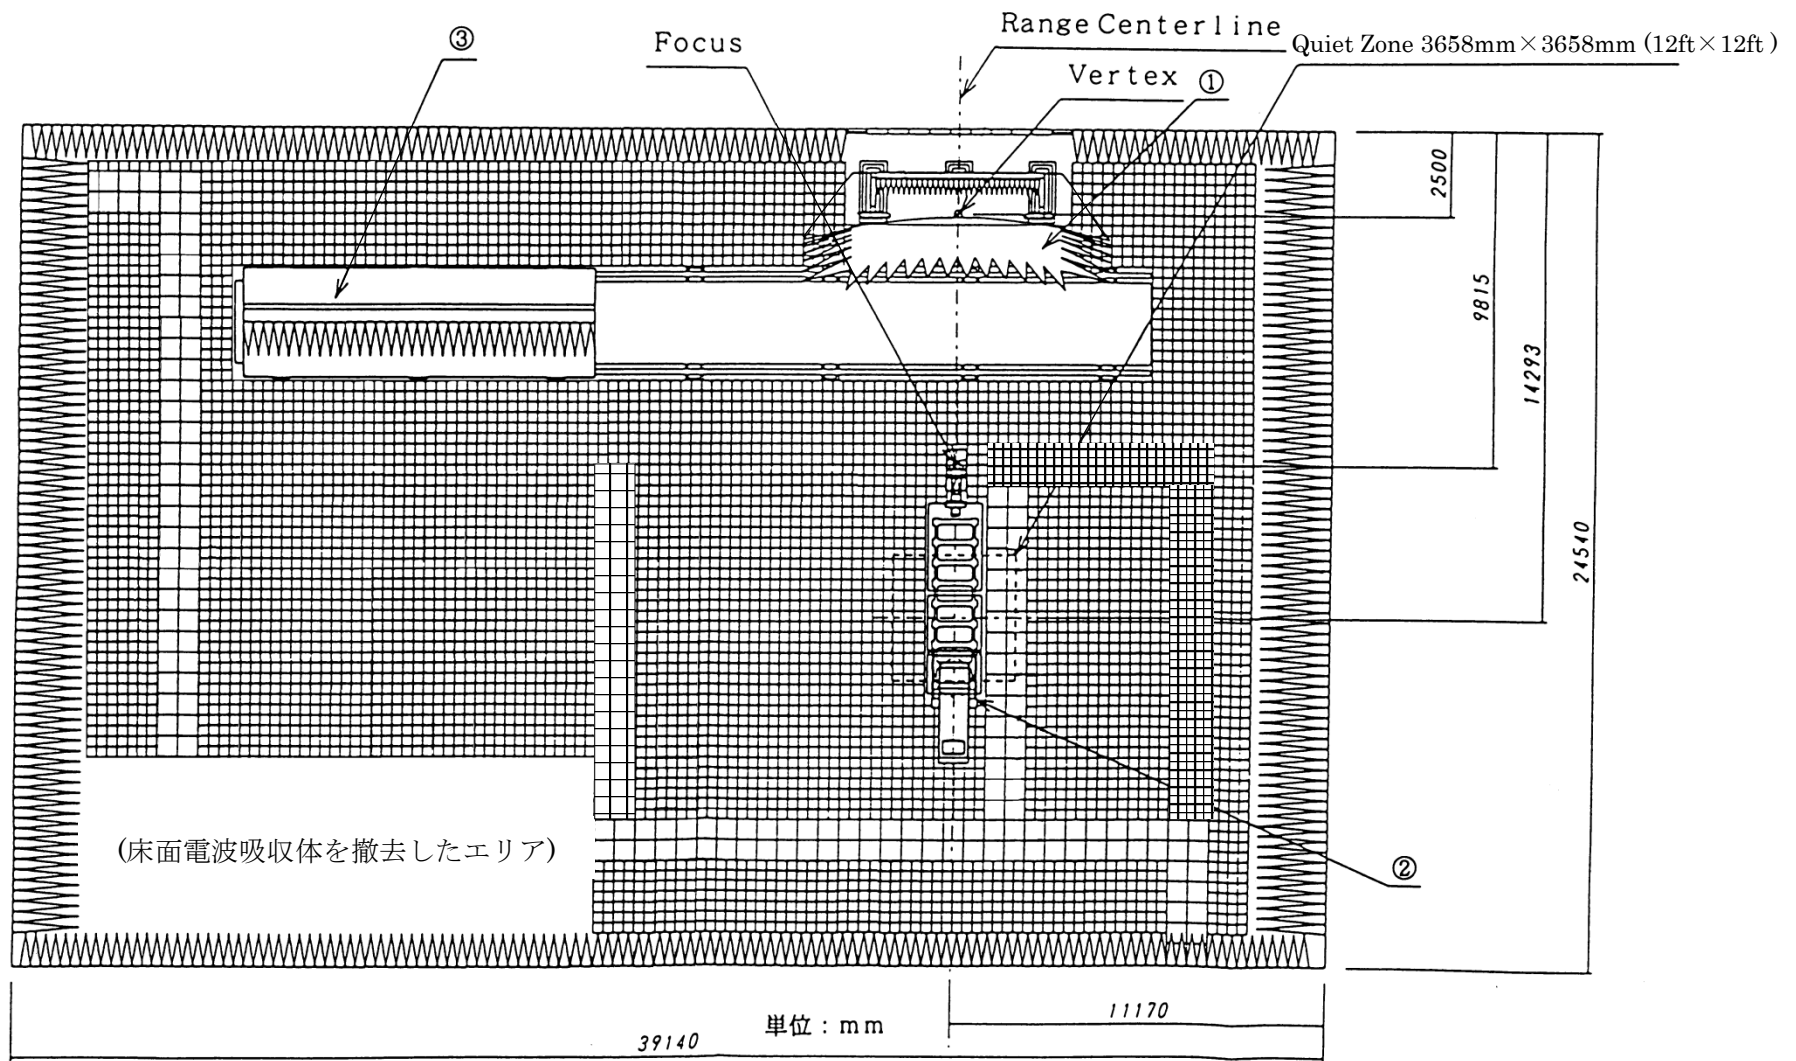 Range Centerline
③
Focus
Quiet Zone 3658mm×3658mm (12ft×12ft )
Vertex ①
2500
9815
14293
24540
(床面電波吸収体を撤去したエリア)
②
11170
単位：mm
39140